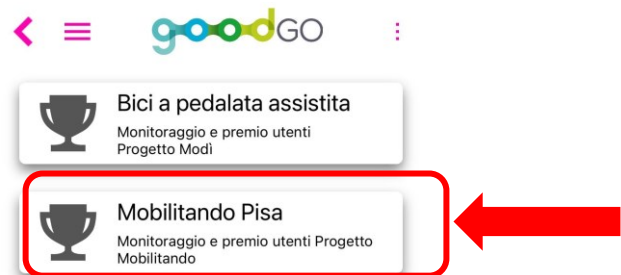 goodGO
Bici a pedalata assistita
Monitoraggio e premio utenti
Progetto Modì
Mobilitando Pisa
Monitoraggio e premio utenti Progetto
Mobilitando